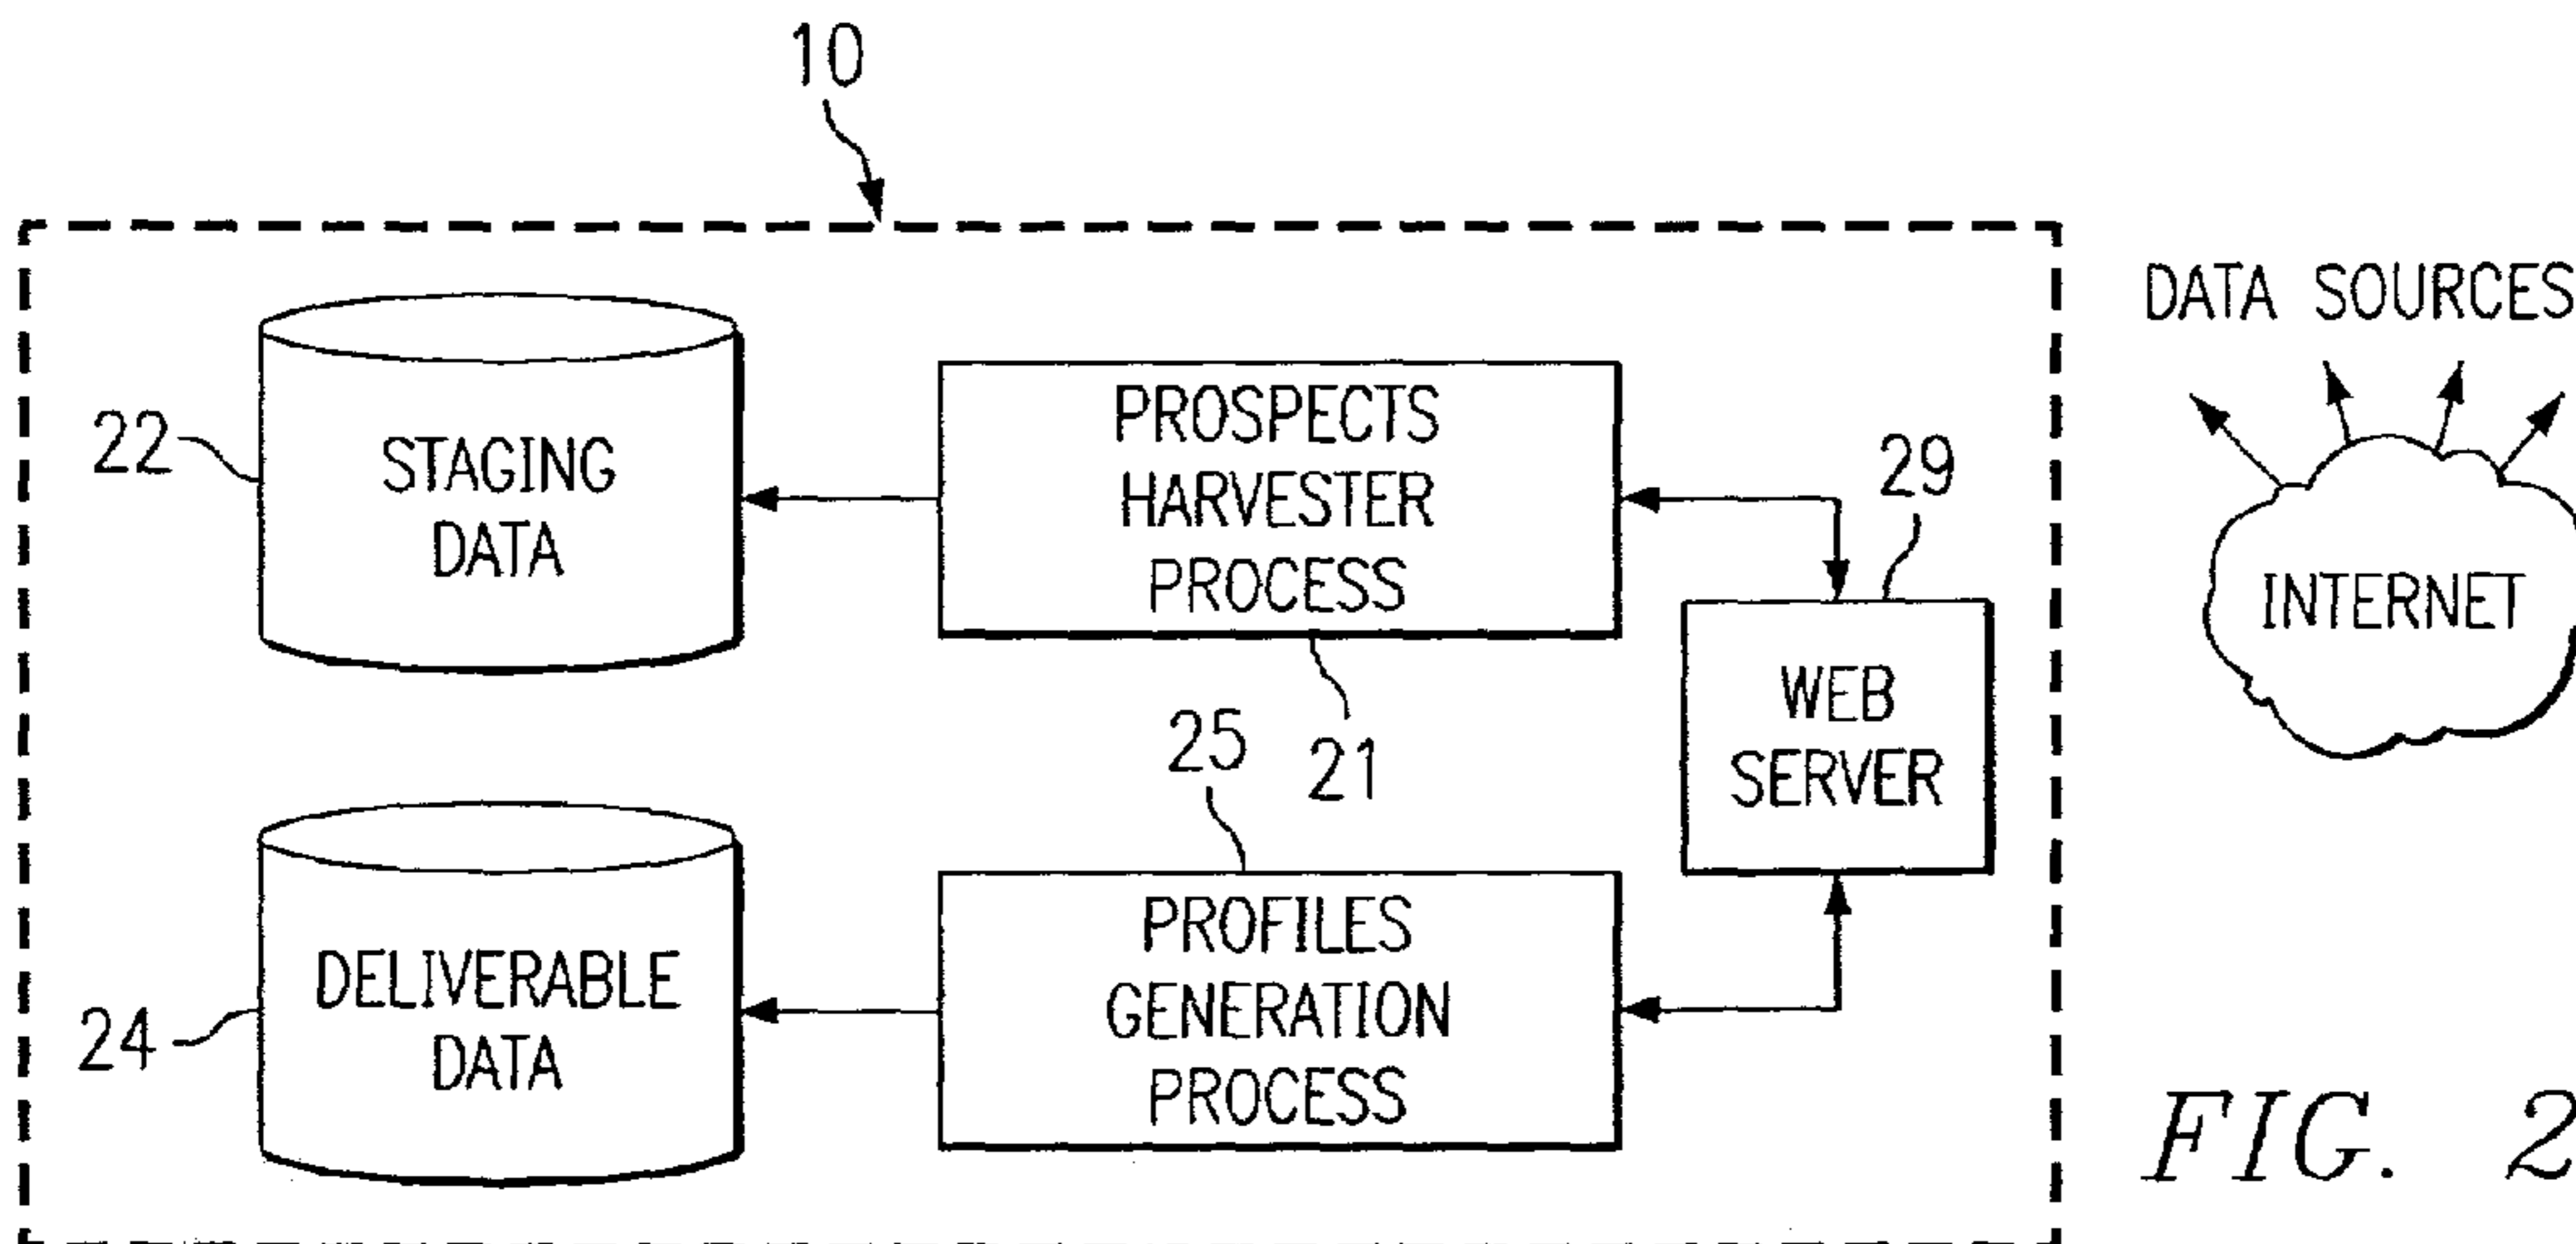 10
DATA SOURCES
22
STAGING
DATA
PROSPECTS
HARVESTER
PROCESS
21
29
WEB
SERVER
INTERNET
24
DELIVERABLE
DATA
25
PROFILES
GENERATION
PROCESS
FIG. 2